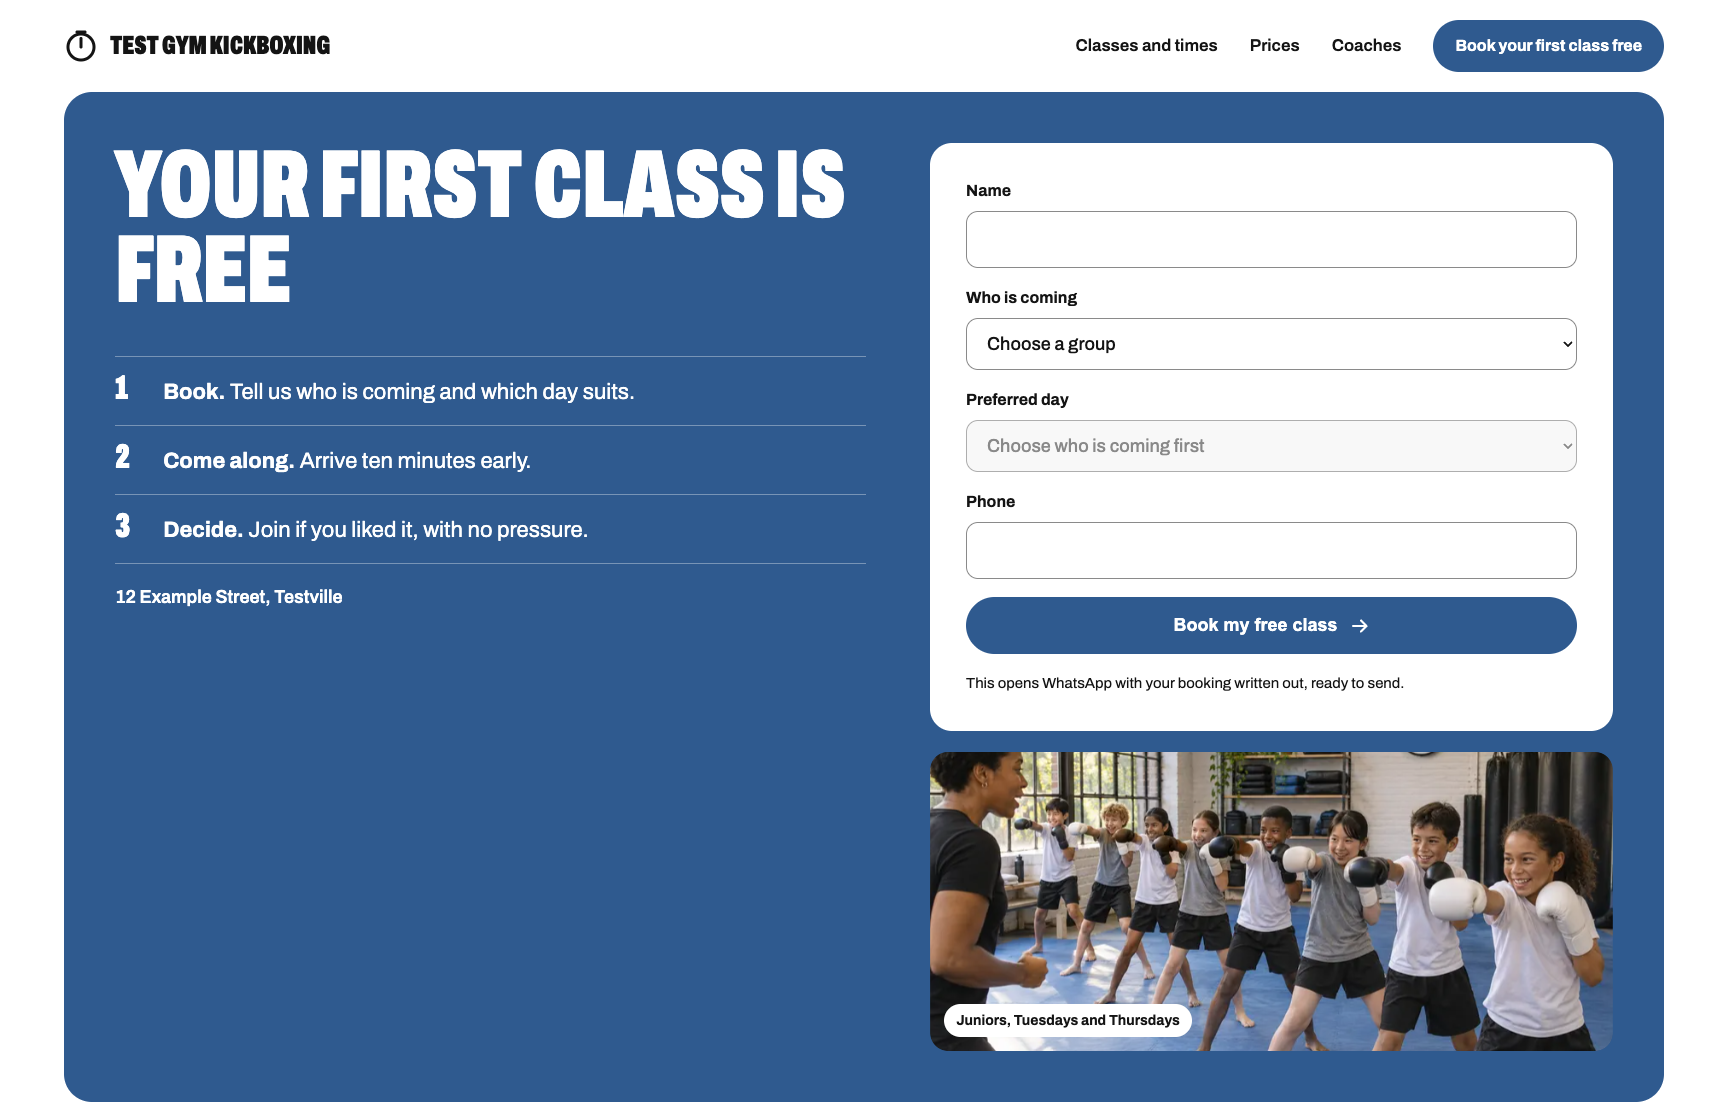 TEST GYM KICKBOXING
Classes and times
Prices
Coaches
Book your first class free
YOUR FIRST CLASS IS
FREE
1 Book. Tell us who is coming and which day suits.
2 Come along. Arrive ten minutes early.
3 Decide. Join if you liked it, with no pressure.
12 Example Street, Testville
Name
Who is coming
Choose a group
Preferred day
Choose who is coming first
Phone
Book my free class →
This opens WhatsApp with your booking written out, ready to send.
Juniors, Tuesdays and Thursdays